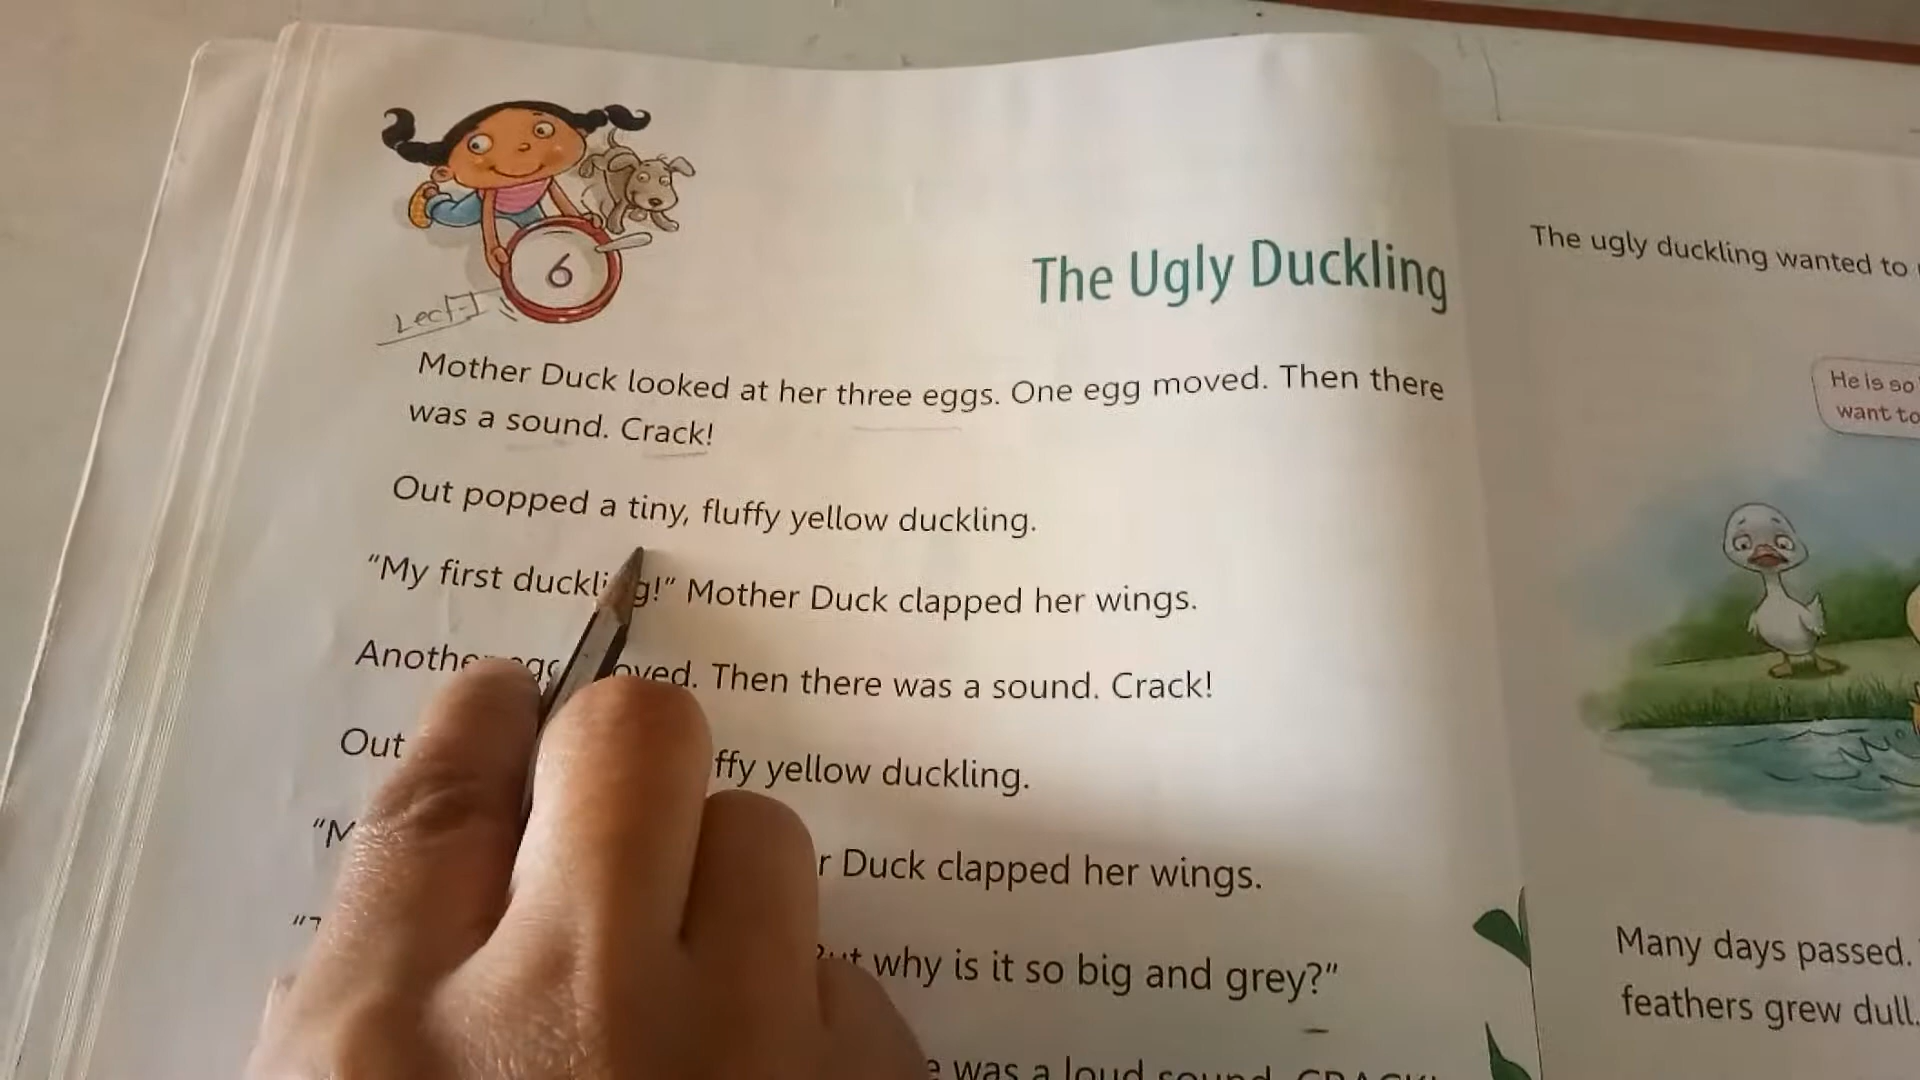 6
Lect-I
The Ugly Duckling
Mother Duck looked at her three eggs. One egg moved. Then there
was a sound. Crack!
Out popped a tiny, fluffy yellow duckling.
"My first duckling!" Mother Duck clapped her wings.
Another egg moved. Then there was a sound. Crack!
Out ffy yellow duckling.
Duck clapped her wings.
why is it so big and grey?"
was a loud sound. CRACK!
The ugly duckling wanted to
He is so
want to
Many days passed.
feathers grew dull.